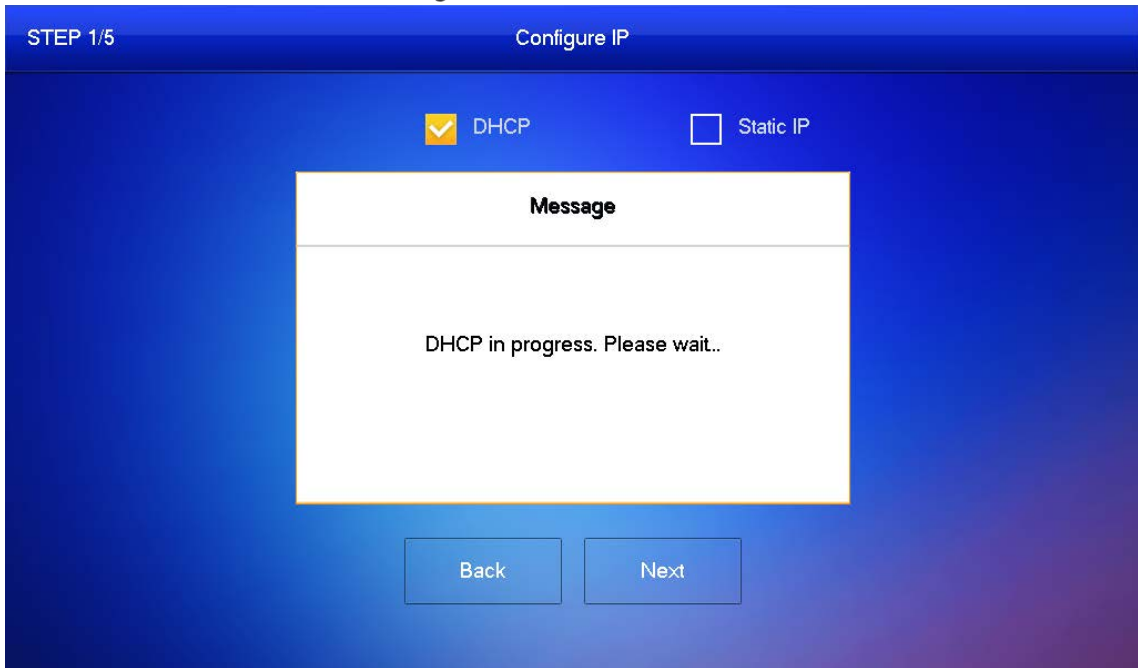 STEP 1/5
Configure IP
DHCP
Static IP
Message
DHCP in progress. Please wait..
Back
Next